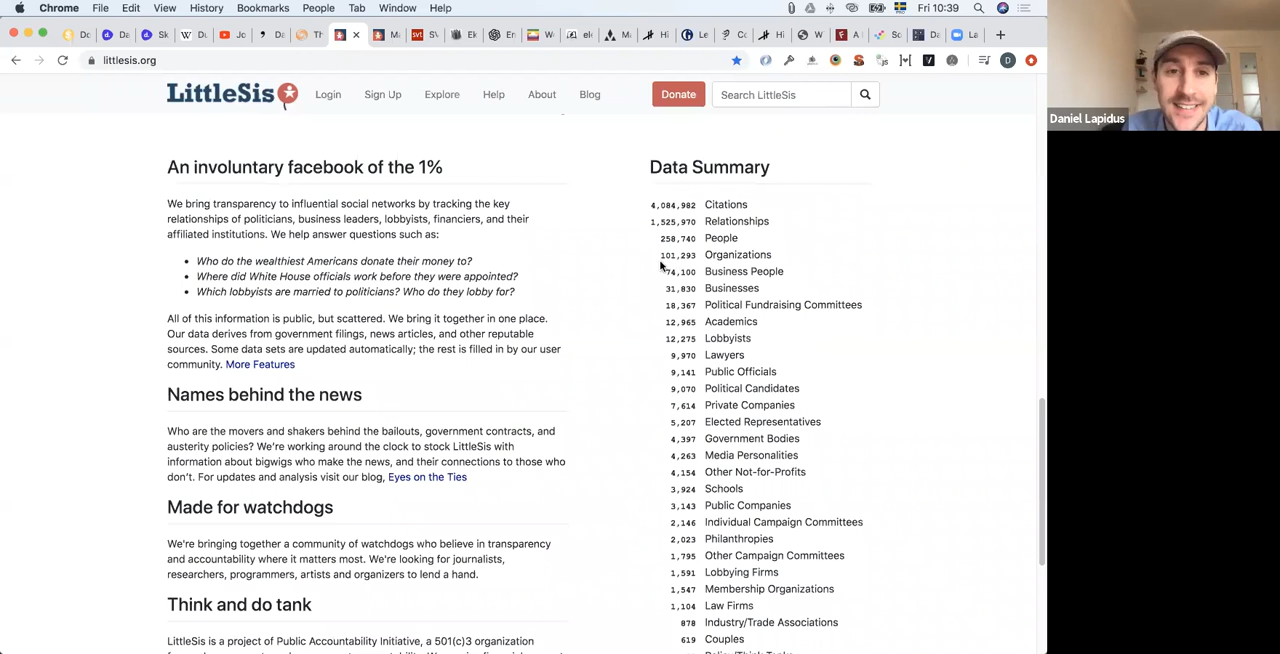 Chrome File Edit View History Bookmarks People Tab Window Help Fri 10:39
littlesis.org
LittleSis Login Sign Up Explore Help About Blog Donate Search LittleSis
Daniel Lapidus
An involuntary facebook of the 1%
We bring transparency to influential social networks by tracking the key
relationships of politicians, business leaders, lobbyists, financiers, and their
affiliated institutions. We help answer questions such as:
Who do the wealthiest Americans donate their money to?
Where did White House officials work before they were appointed?
Which lobbyists are married to politicians? Who do they lobby for?
All of this information is public, but scattered. We bring it together in one place.
Our data derives from government filings, news articles, and other reputable
sources. Some data sets are updated automatically; the rest is filled in by our user
community. More Features
Names behind the news
Who are the movers and shakers behind the bailouts, government contracts, and
austerity policies? We're working around the clock to stock LittleSis with
information about bigwigs who make the news, and their connections to those who
don't. For updates and analysis visit our blog, Eyes on the Ties
Made for watchdogs
We're bringing together a community of watchdogs who believe in transparency
and accountability where it matters most. We're looking for journalists,
researchers, programmers, artists and organizers to lend a hand.
Think and do tank
LittleSis is a project of Public Accountability Initiative, a 501(c)3 organization
Data Summary
4,084,982 Citations
1,525,970 Relationships
258,740 People
101,293 Organizations
74,100 Business People
31,830 Businesses
18,367 Political Fundraising Committees
12,965 Academics
12,275 Lobbyists
9,970 Lawyers
9,141 Public Officials
9,070 Political Candidates
7,614 Private Companies
5,207 Elected Representatives
4,397 Government Bodies
4,263 Media Personalities
4,154 Other Not-for-Profits
3,924 Schools
3,143 Public Companies
2,146 Individual Campaign Committees
2,023 Philanthropies
1,795 Other Campaign Committees
1,591 Lobbying Firms
1,547 Membership Organizations
1,104 Law Firms
878 Industry/Trade Associations
619 Couples